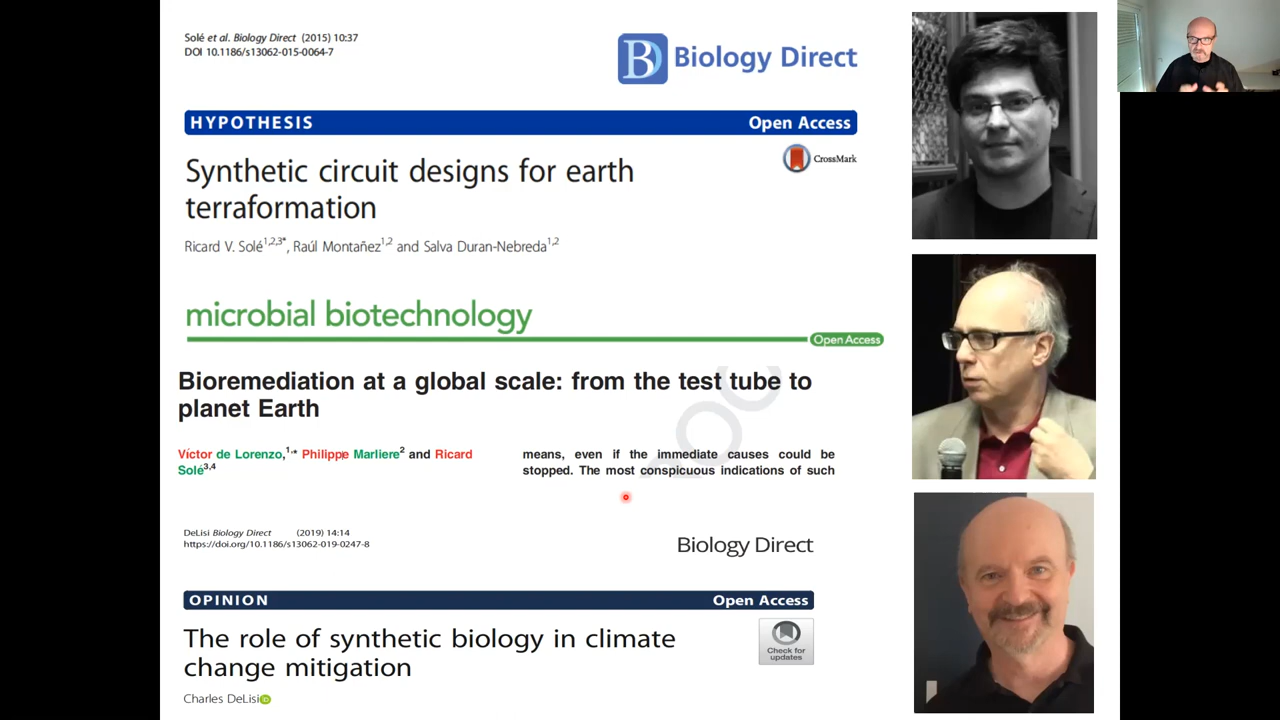 Solé et al. Biology Direct (2015) 10:37
DOI 10.1186/s13062-015-0064-7
B Biology Direct
HYPOTHESIS Open Access
CrossMark
Synthetic circuit designs for earth
terraformation
Ricard V. Solé1,2,3*, Raúl Montañez1,2 and Salva Duran-Nebreda1,2
microbial biotechnology
Open Access
Bioremediation at a global scale: from the test tube to
planet Earth
Víctor de Lorenzo,1,* Philippe Marliere2 and Ricard
Solé3,4
means, even if the immediate causes could be
stopped. The most conspicuous indications of such
DeLisi Biology Direct (2019) 14:14
https://doi.org/10.1186/s13062-019-0247-8
Biology Direct
OPINION Open Access
The role of synthetic biology in climate
change mitigation
Check for
updates
Charles DeLisi iD